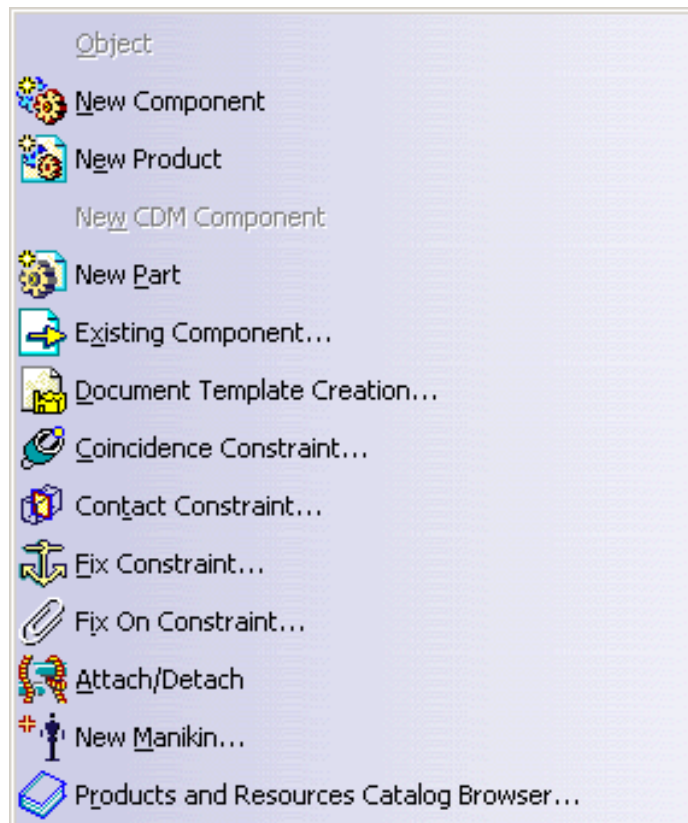 Object
New Component
New Product
New CDM Component
New Part
Existing Component...
Document Template Creation...
Coincidence Constraint...
Contact Constraint...
Fix Constraint...
Fix On Constraint...
Attach/Detach
New Manikin...
Products and Resources Catalog Browser...